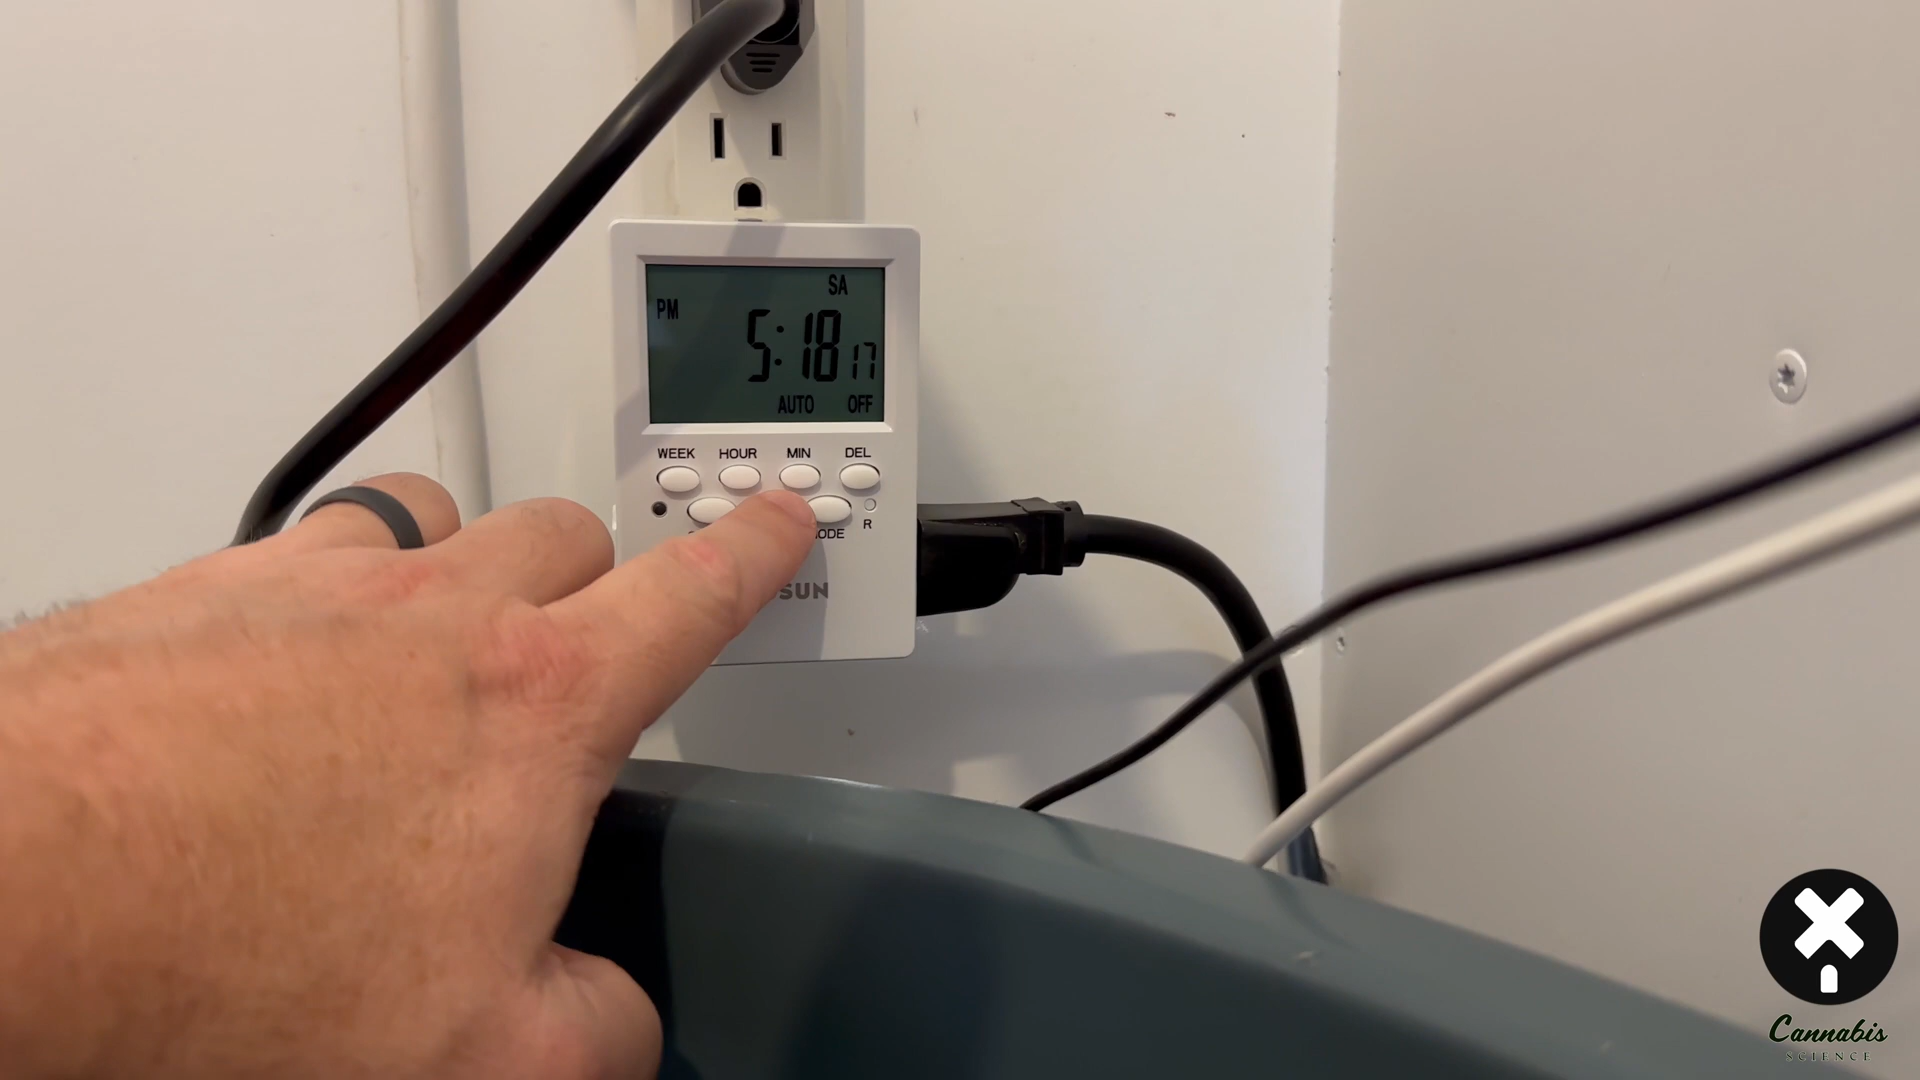 SA
PM
5:18 17
AUTO OFF
WEEK HOUR MIN DEL
R
SUN
Cannabis
SCIENCE